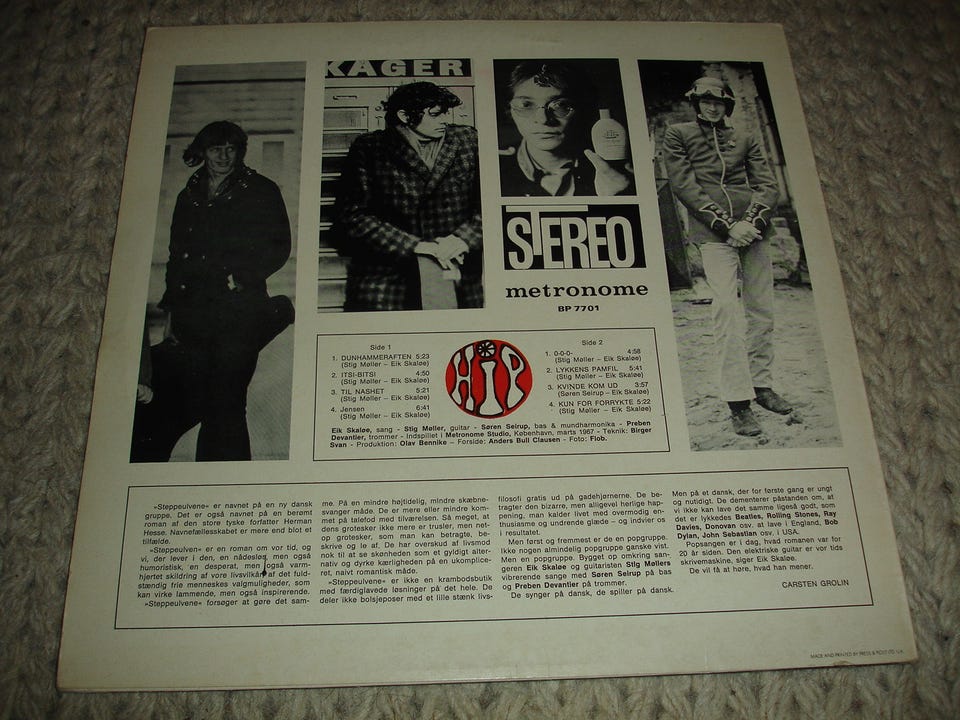 KAGER
STEREO
metronome
BP 7701
Side 1
1. DUNHAMMERAFTEN 5:23
(Stig Møller – Eik Skaløe)
2. ITSI-BITSI 4:50
(Stig Møller – Eik Skaløe)
3. TIL NASHET 5:21
(Stig Møller – Eik Skaløe)
4. Jensen 6:41
(Stig Møller – Eik Skaløe)
HIP
Side 2
1. 0-0-0- 4:58
(Stig Møller – Eik Skaløe)
2. LYKKENS PAMFIL 5:41
(Stig Møller – Eik Skaløe)
3. KVINDE KOM UD 3:57
(Søren Seirup – Eik Skaløe)
4. KUN FOR FORRYKTE 5:22
(Stig Møller – Eik Skaløe)
Eik Skaløe, sang - Stig Møller, guitar - Søren Seirup, bas & mundharmonika - Preben
Devantier, trommer - Indspillet i Metronome Studio, København, marts 1967 - Teknik: Birger
Svan - Produktion: Olav Bennike - Forside: Anders Bull Clausen - Foto: Flob.
»Steppeulvene« er navnet på en ny dansk
gruppe. Det er også navnet på en berømt
roman af den store tyske forfatter Herman
Hesse. Navnefællesskabet er mere end blot et
tilfælde.
»Steppeulven« er en roman om vor tid, og
vi, der lever i den, en nådesløs, men også
humoristisk, en desperat, men også varm-
hjertet skildring af vore livsvilkår af det fuld-
stændig frie menneskes valgmuligheder, som
kan virke lammende, men også inspirerende.
»Steppeulvene« forsøger at gøre det sam-
me. På en mindre højtidelig, mindre skæbne-
svanger måde. De er mere eller mindre kom-
met på talefod med tilværelsen. Så meget, at
dens grotesker ikke mere er trusler, men net-
op grotesker, som man kan betragte, be-
skrive og le af. De har overskud af livsmod
nok til at se skønheden som et gyldigt alter-
nativ og dyrke kærligheden på en ukomplice-
ret, naivt romantisk måde.
»Steppeulvene« er ikke en krambodsbutik
med færdiglavede løsninger på det hele. De
deler ikke bolsjeposer med et lille stænk livs-
filosofi gratis ud på gadehjørnerne. De be-
tragter den bizarre, men alligevel herlige hap-
pening, man kalder livet med overmodig en-
thusiasme og undrende glæde – og indvier os
i resultatet.
Men først og fremmest er de en popgruppe.
Ikke nogen almindelig popgruppe ganske vist.
Men en popgruppe. Bygget op omkring san-
geren Eik Skaløe og guitaristen Stig Møllers
vibrerende sange med Søren Seirup på bas
og Preben Devantier på trommer.
De synger på dansk, de spiller på dansk.
Men på et dansk, der for første gang er ungt
og nutidigt. De dementerer påstanden om, at
vi ikke kan lave det samme ligeså godt, som
det er lykkedes Beatles, Rolling Stones, Ray
Davies, Donovan osv. at lave i England, Bob
Dylan, John Sebastian osv. i USA.
Popsangen er i dag, hvad romanen var for
20 år siden. Den elektriske guitar er vor tids
skrivemaskine, siger Eik Skaløe.
De vil få at høre, hvad han mener.
CARSTEN GROLIN
MADE AND PRINTED BY